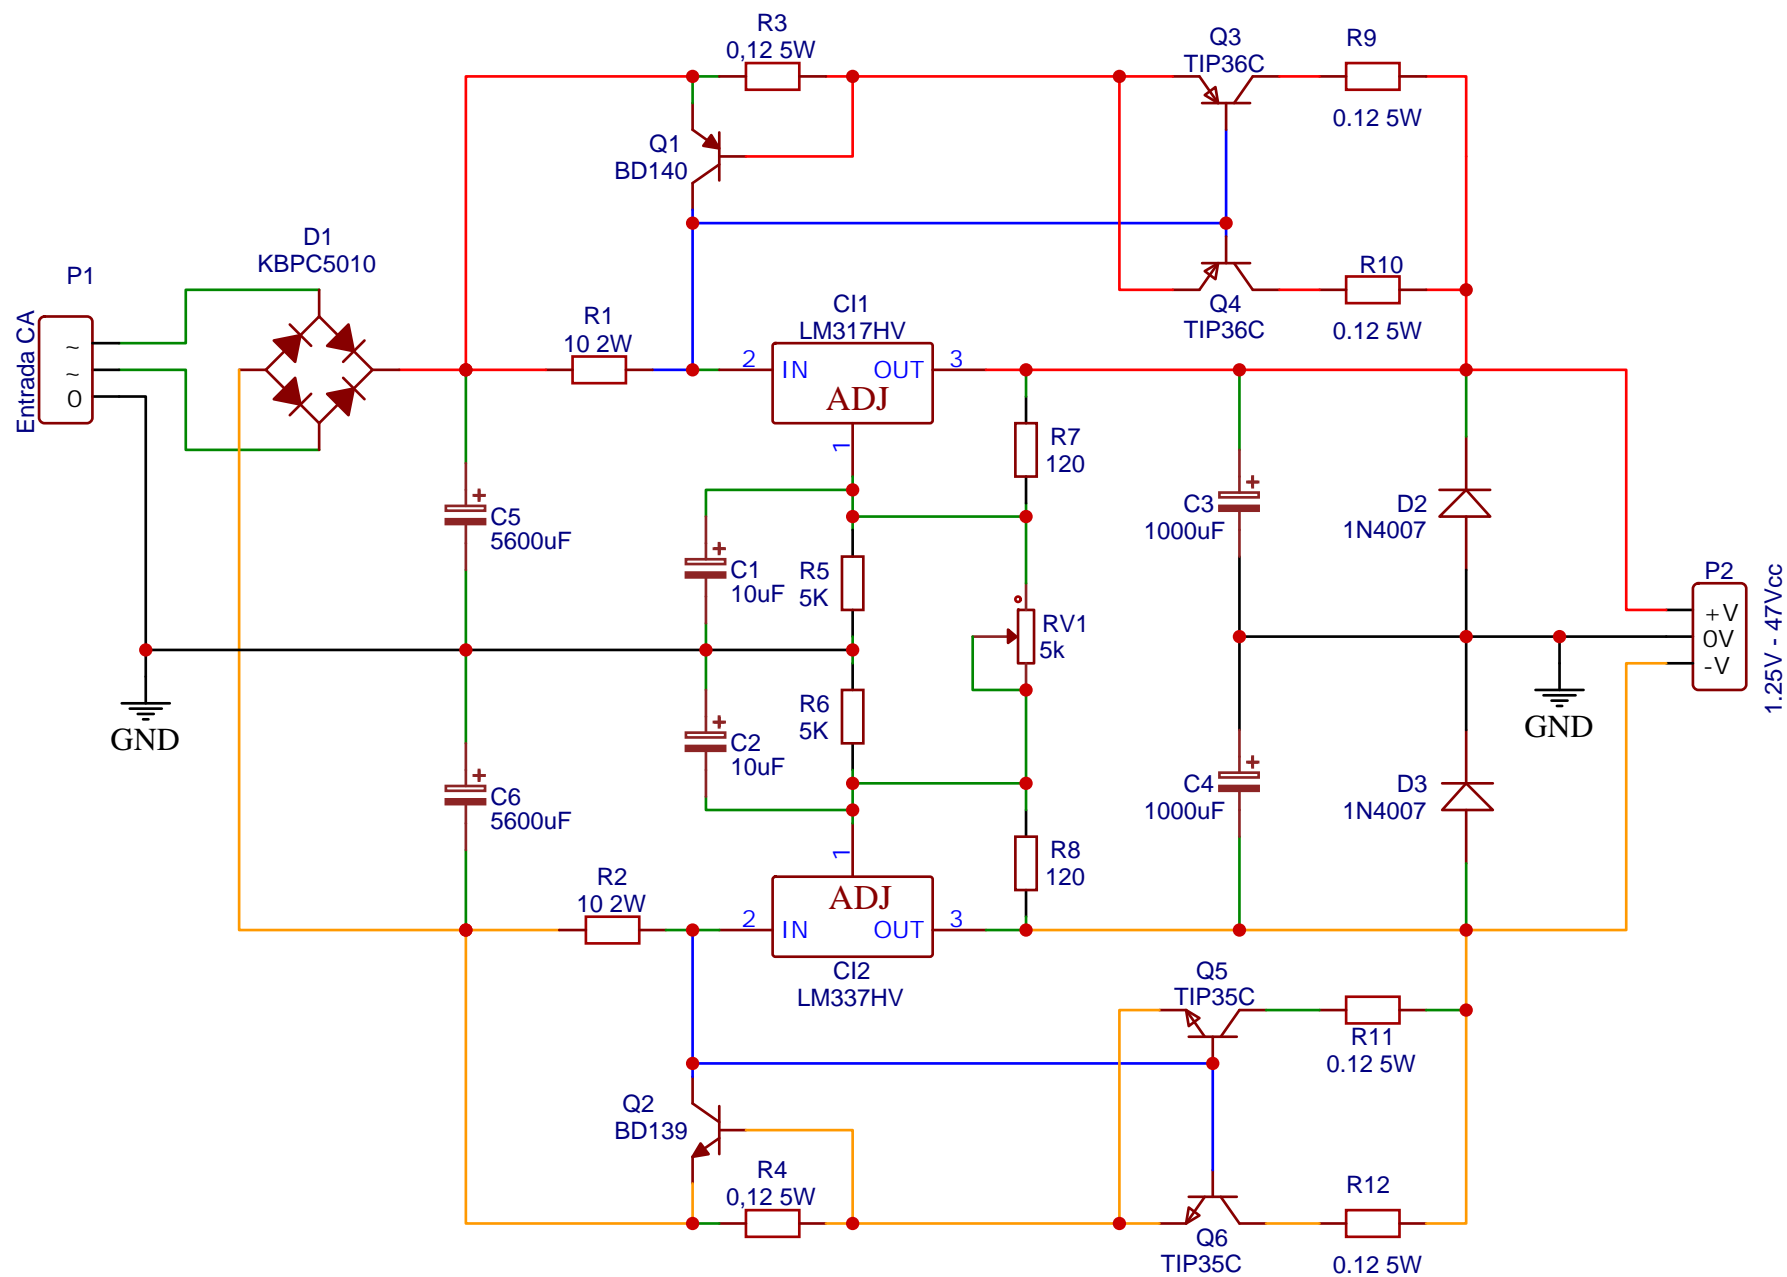 R3
0,12 5W
Q3
TIP36C
R9
0.12 5W
Q1
BD140
D1
KBPC5010
P1
Entrada CA
~
~
0
R1
10 2W
CI1
LM317HV
2
IN
OUT
3
ADJ
1
Q4
TIP36C
R10
0.12 5W
R7
120
C5
5600uF
C1
10uF
R5
5K
RV1
5k
C3
1000uF
D2
1N4007
P2
+V
0V
-V
1.25V - 47Vcc
GND
R6
5K
C2
10uF
C6
5600uF
C4
1000uF
D3
1N4007
GND
R8
120
R2
10 2W
1
ADJ
2
IN
OUT
3
CI2
LM337HV
Q5
TIP35C
R11
0.12 5W
Q2
BD139
R4
0,12 5W
Q6
TIP35C
R12
0.12 5W